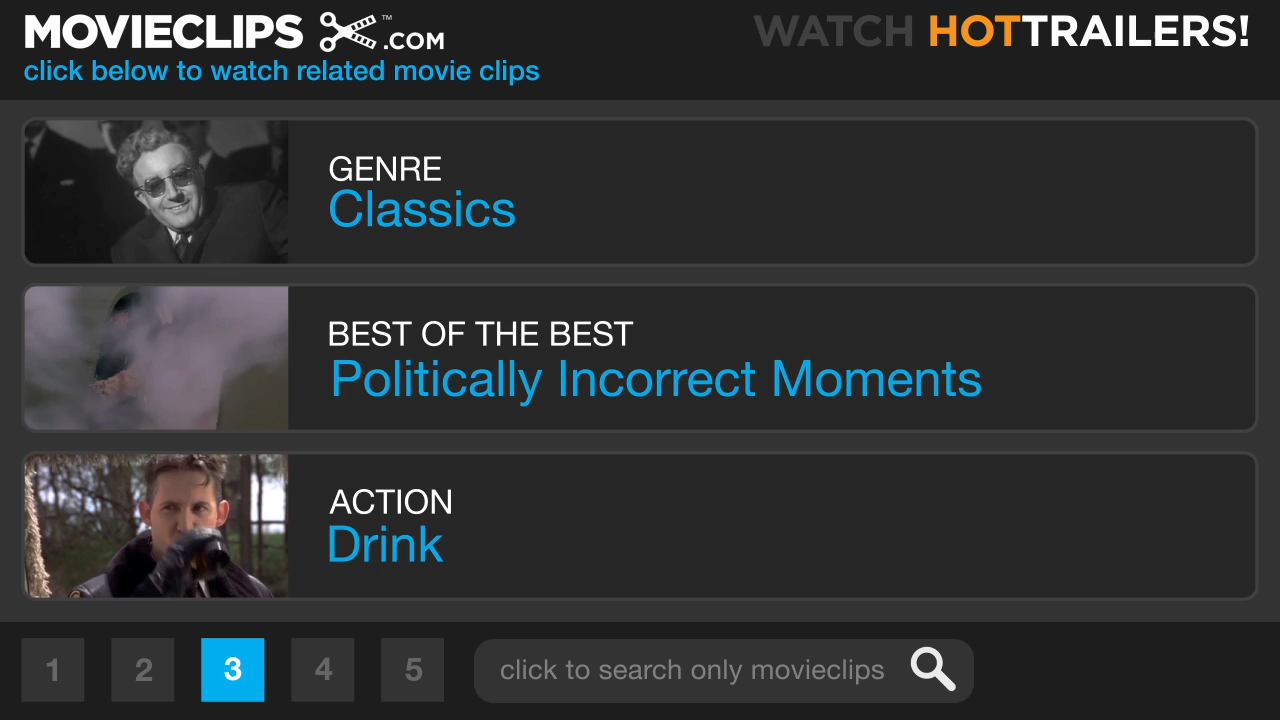 MOVIECLIPS ™ .COM
WATCH HOTTRAILERS!
click below to watch related movie clips
GENRE
Classics
BEST OF THE BEST
Politically Incorrect Moments
ACTION
Drink
1 2 3 4 5 click to search only movieclips